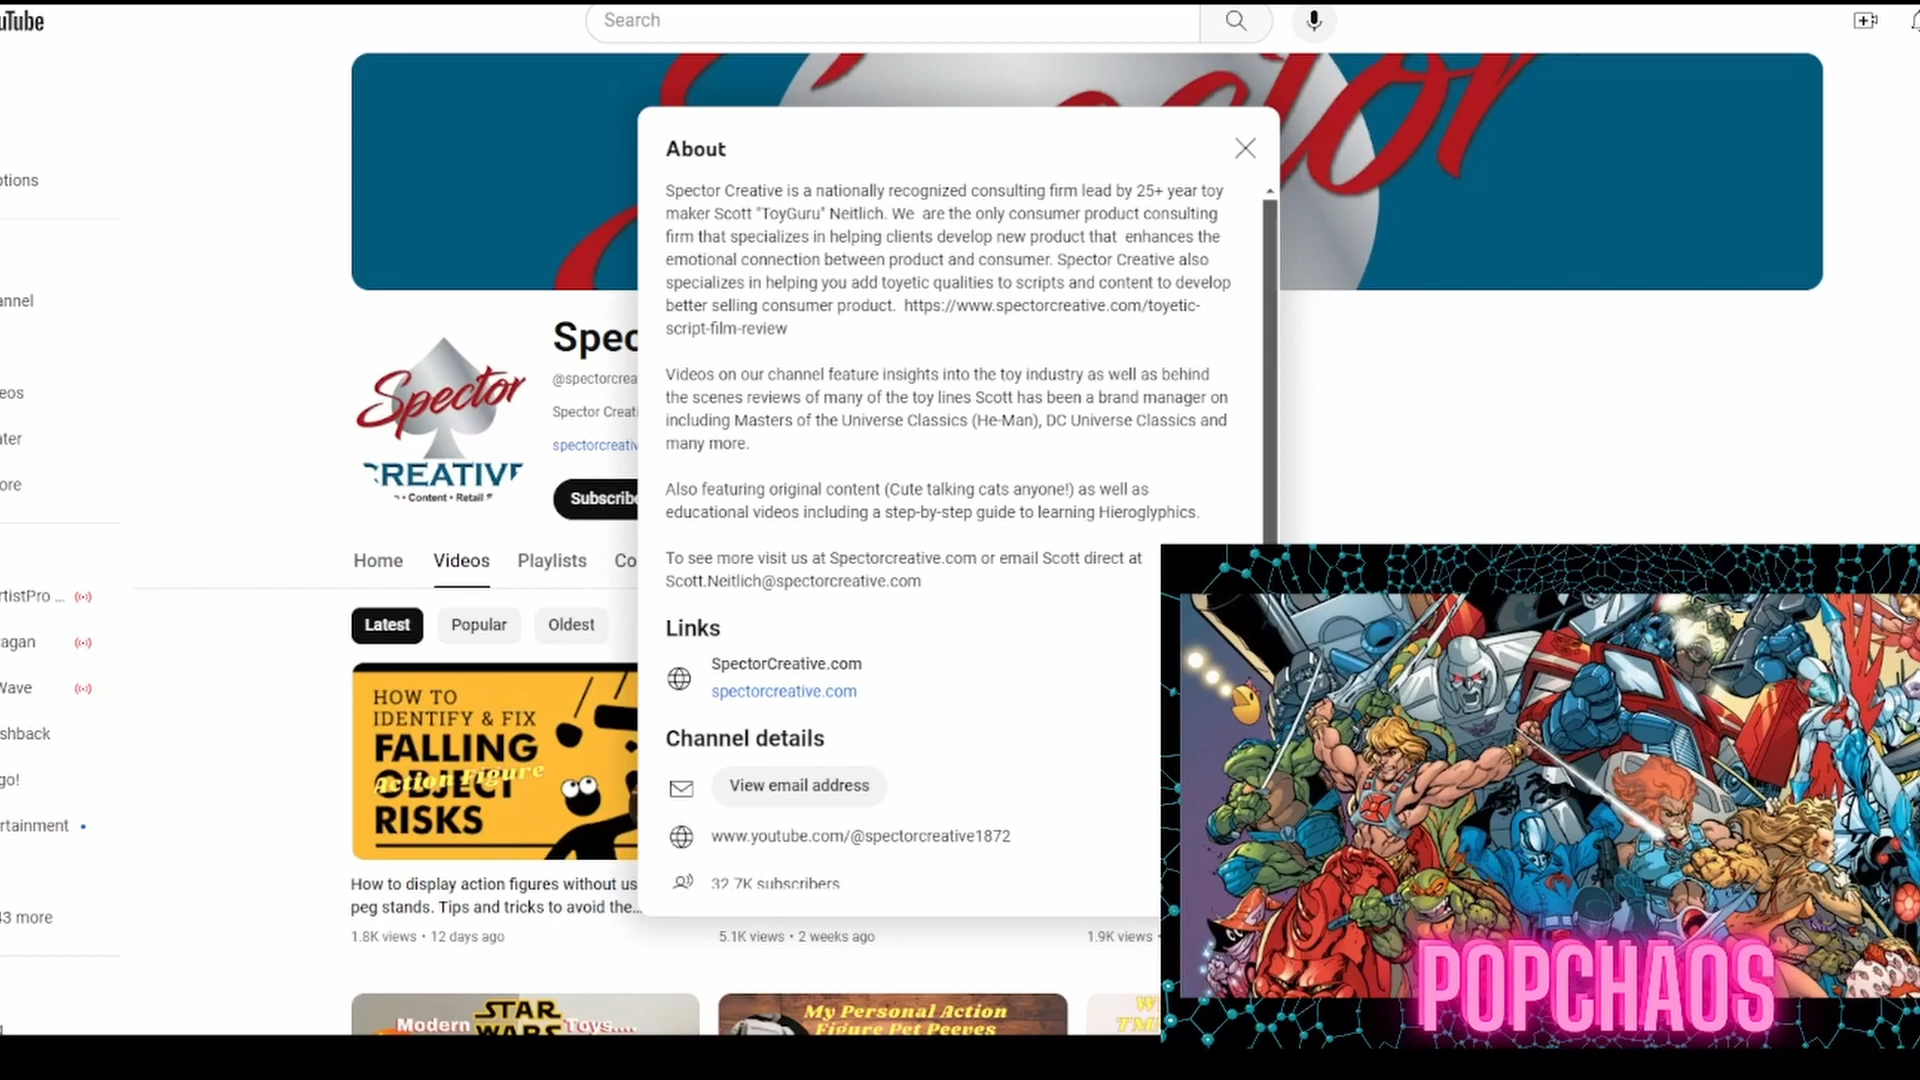 uTube
Search
About
Spector Creative is a nationally recognized consulting firm lead by 25+ year toy
maker Scott "ToyGuru" Neitlich. We  are the only consumer product consulting
firm that specializes in helping clients develop new product that  enhances the
emotional connection between product and consumer. Spector Creative also
specializes in helping you add toyetic qualities to scripts and content to develop
better selling consumer product.  https://www.spectorcreative.com/toyetic-
script-film-review
Videos on our channel feature insights into the toy industry as well as behind
the scenes reviews of many of the toy lines Scott has been a brand manager on
including Masters of the Universe Classics (He-Man), DC Universe Classics and
many more.
Also featuring original content (Cute talking cats anyone!) as well as
educational videos including a step-by-step guide to learning Hieroglyphics.
To see more visit us at Spectorcreative.com or email Scott direct at
Scott.Neitlich@spectorcreative.com
Links
SpectorCreative.com
spectorcreative.com
Channel details
View email address
www.youtube.com/@spectorcreative1872
32.7K subscribers
ptions
annel
eos
ater
ore
rtistPro ...
agan
Wave
shback
go!
rtainment
43 more
Spector
CREATIVE
• Content • Retail
Spec
@spectorcrea
Spector Creati
spectorcreativ
Subscribe
Home
Videos
Playlists
Co
Latest
Popular
Oldest
HOW TO
IDENTIFY & FIX
FALLING
OBJECT
Action Figure
RISKS
How to display action figures without us
peg stands. Tips and tricks to avoid the...
1.8K views • 12 days ago
5.1K views • 2 weeks ago
1.9K views •
Modern STAR WARS Toys....
My Personal Action
Figure Pet Peeves
POPCHAOS